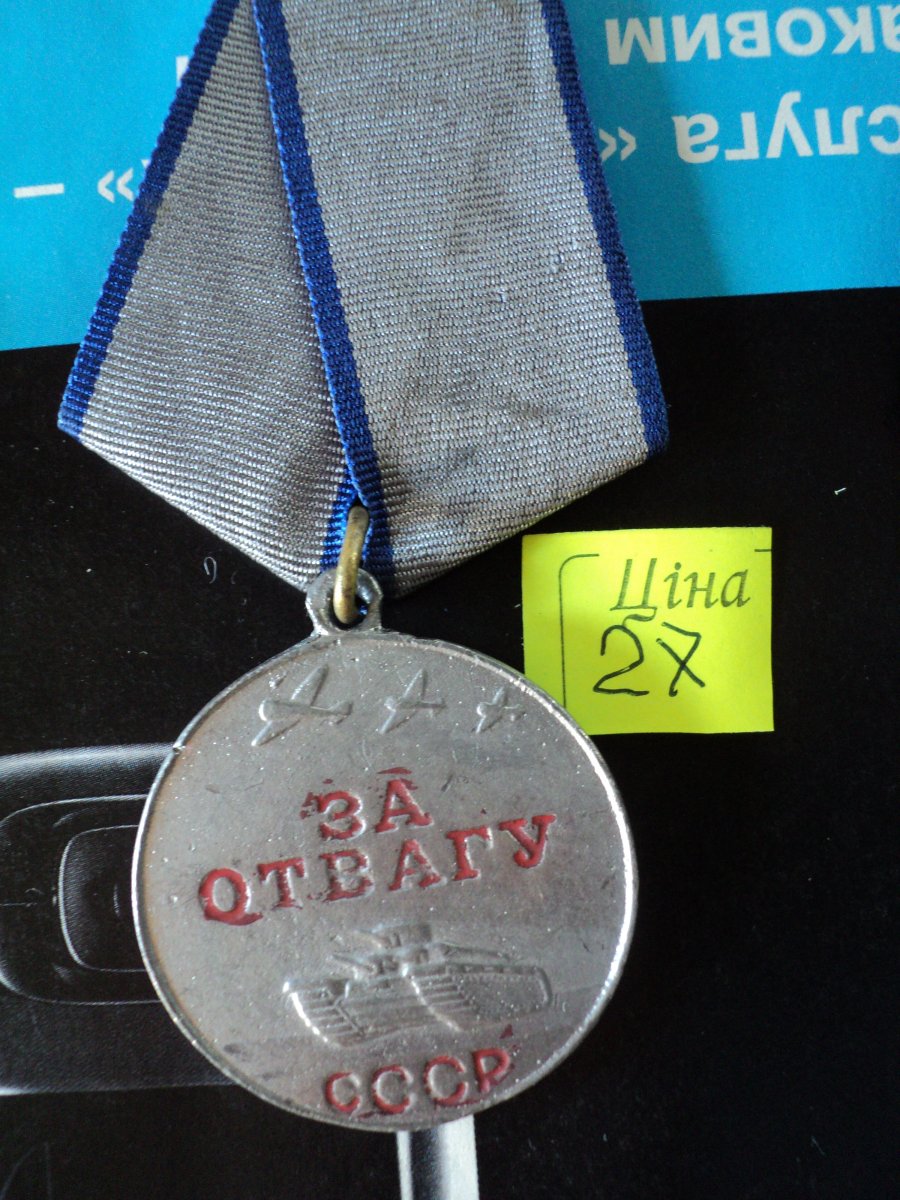 аковим
слуга «
» –
Ціна
27
ЗА
ОТВАГУ
СССР